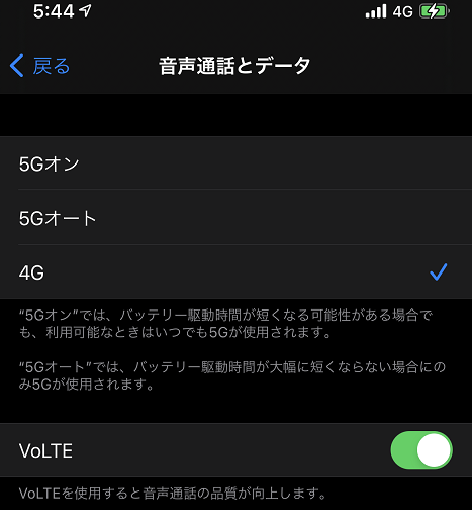 5:44 4G
戻る 音声通話とデータ
5Gオン
5Gオート
4G
“5Gオン”では、バッテリー駆動時間が短くなる可能性がある場合で
も、利用可能なときはいつでも5Gが使用されます。
“5Gオート”では、バッテリー駆動時間が大幅に短くならない場合にの
み5Gが使用されます。
VoLTE
VoLTEを使用すると音声通話の品質が向上します。